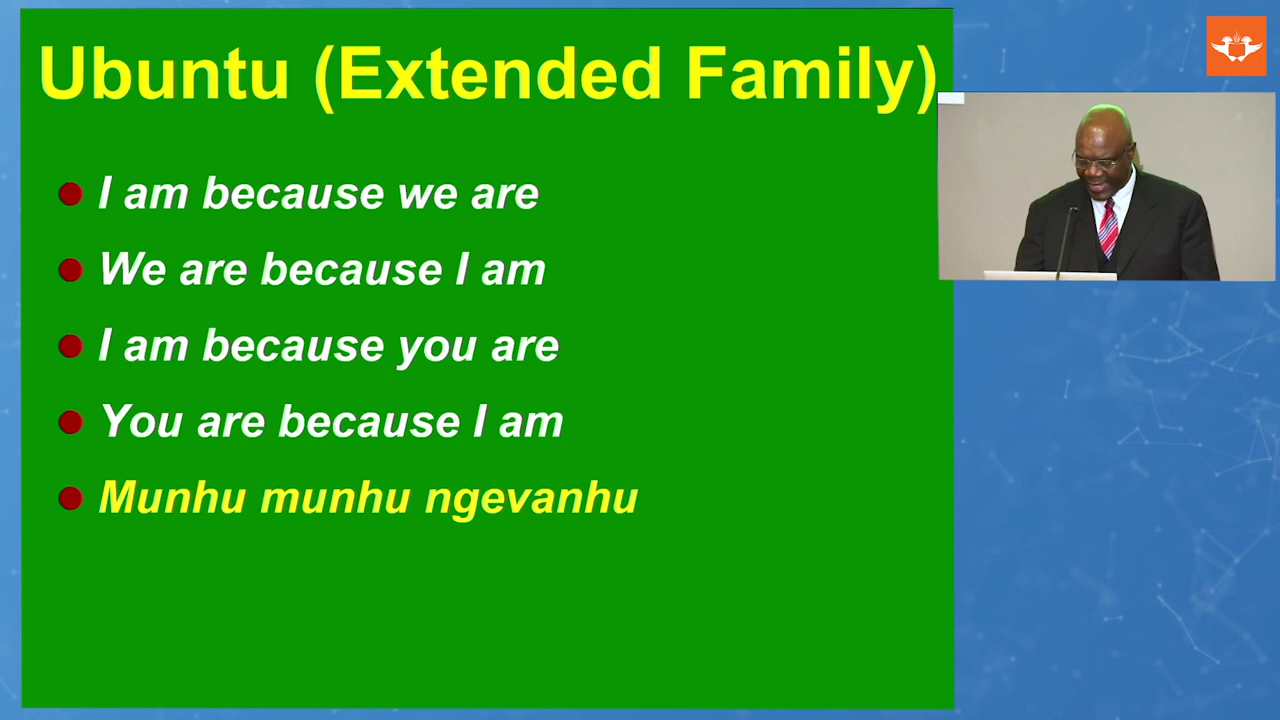 Ubuntu (Extended Family)
I am because we are
We are because I am
I am because you are
You are because I am
Munhu munhu ngevanhu